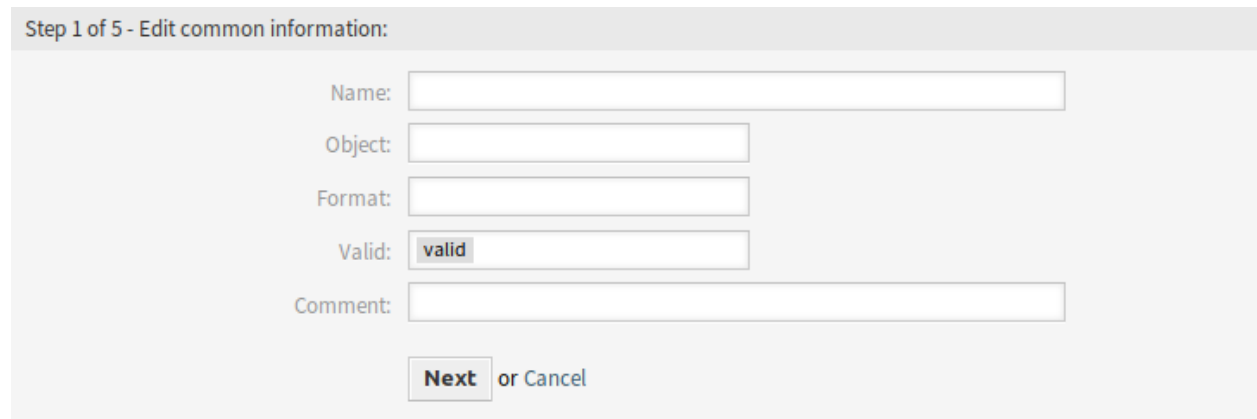 Step 1 of 5 - Edit common information:
Name:
Object:
Format:
Valid: valid
Comment:
Next or Cancel